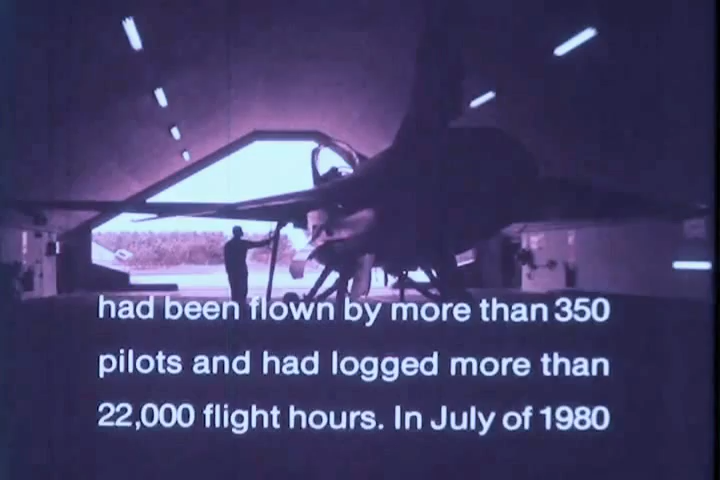 had been flown by more than 350
pilots and had logged more than
22,000 flight hours. In July of 1980